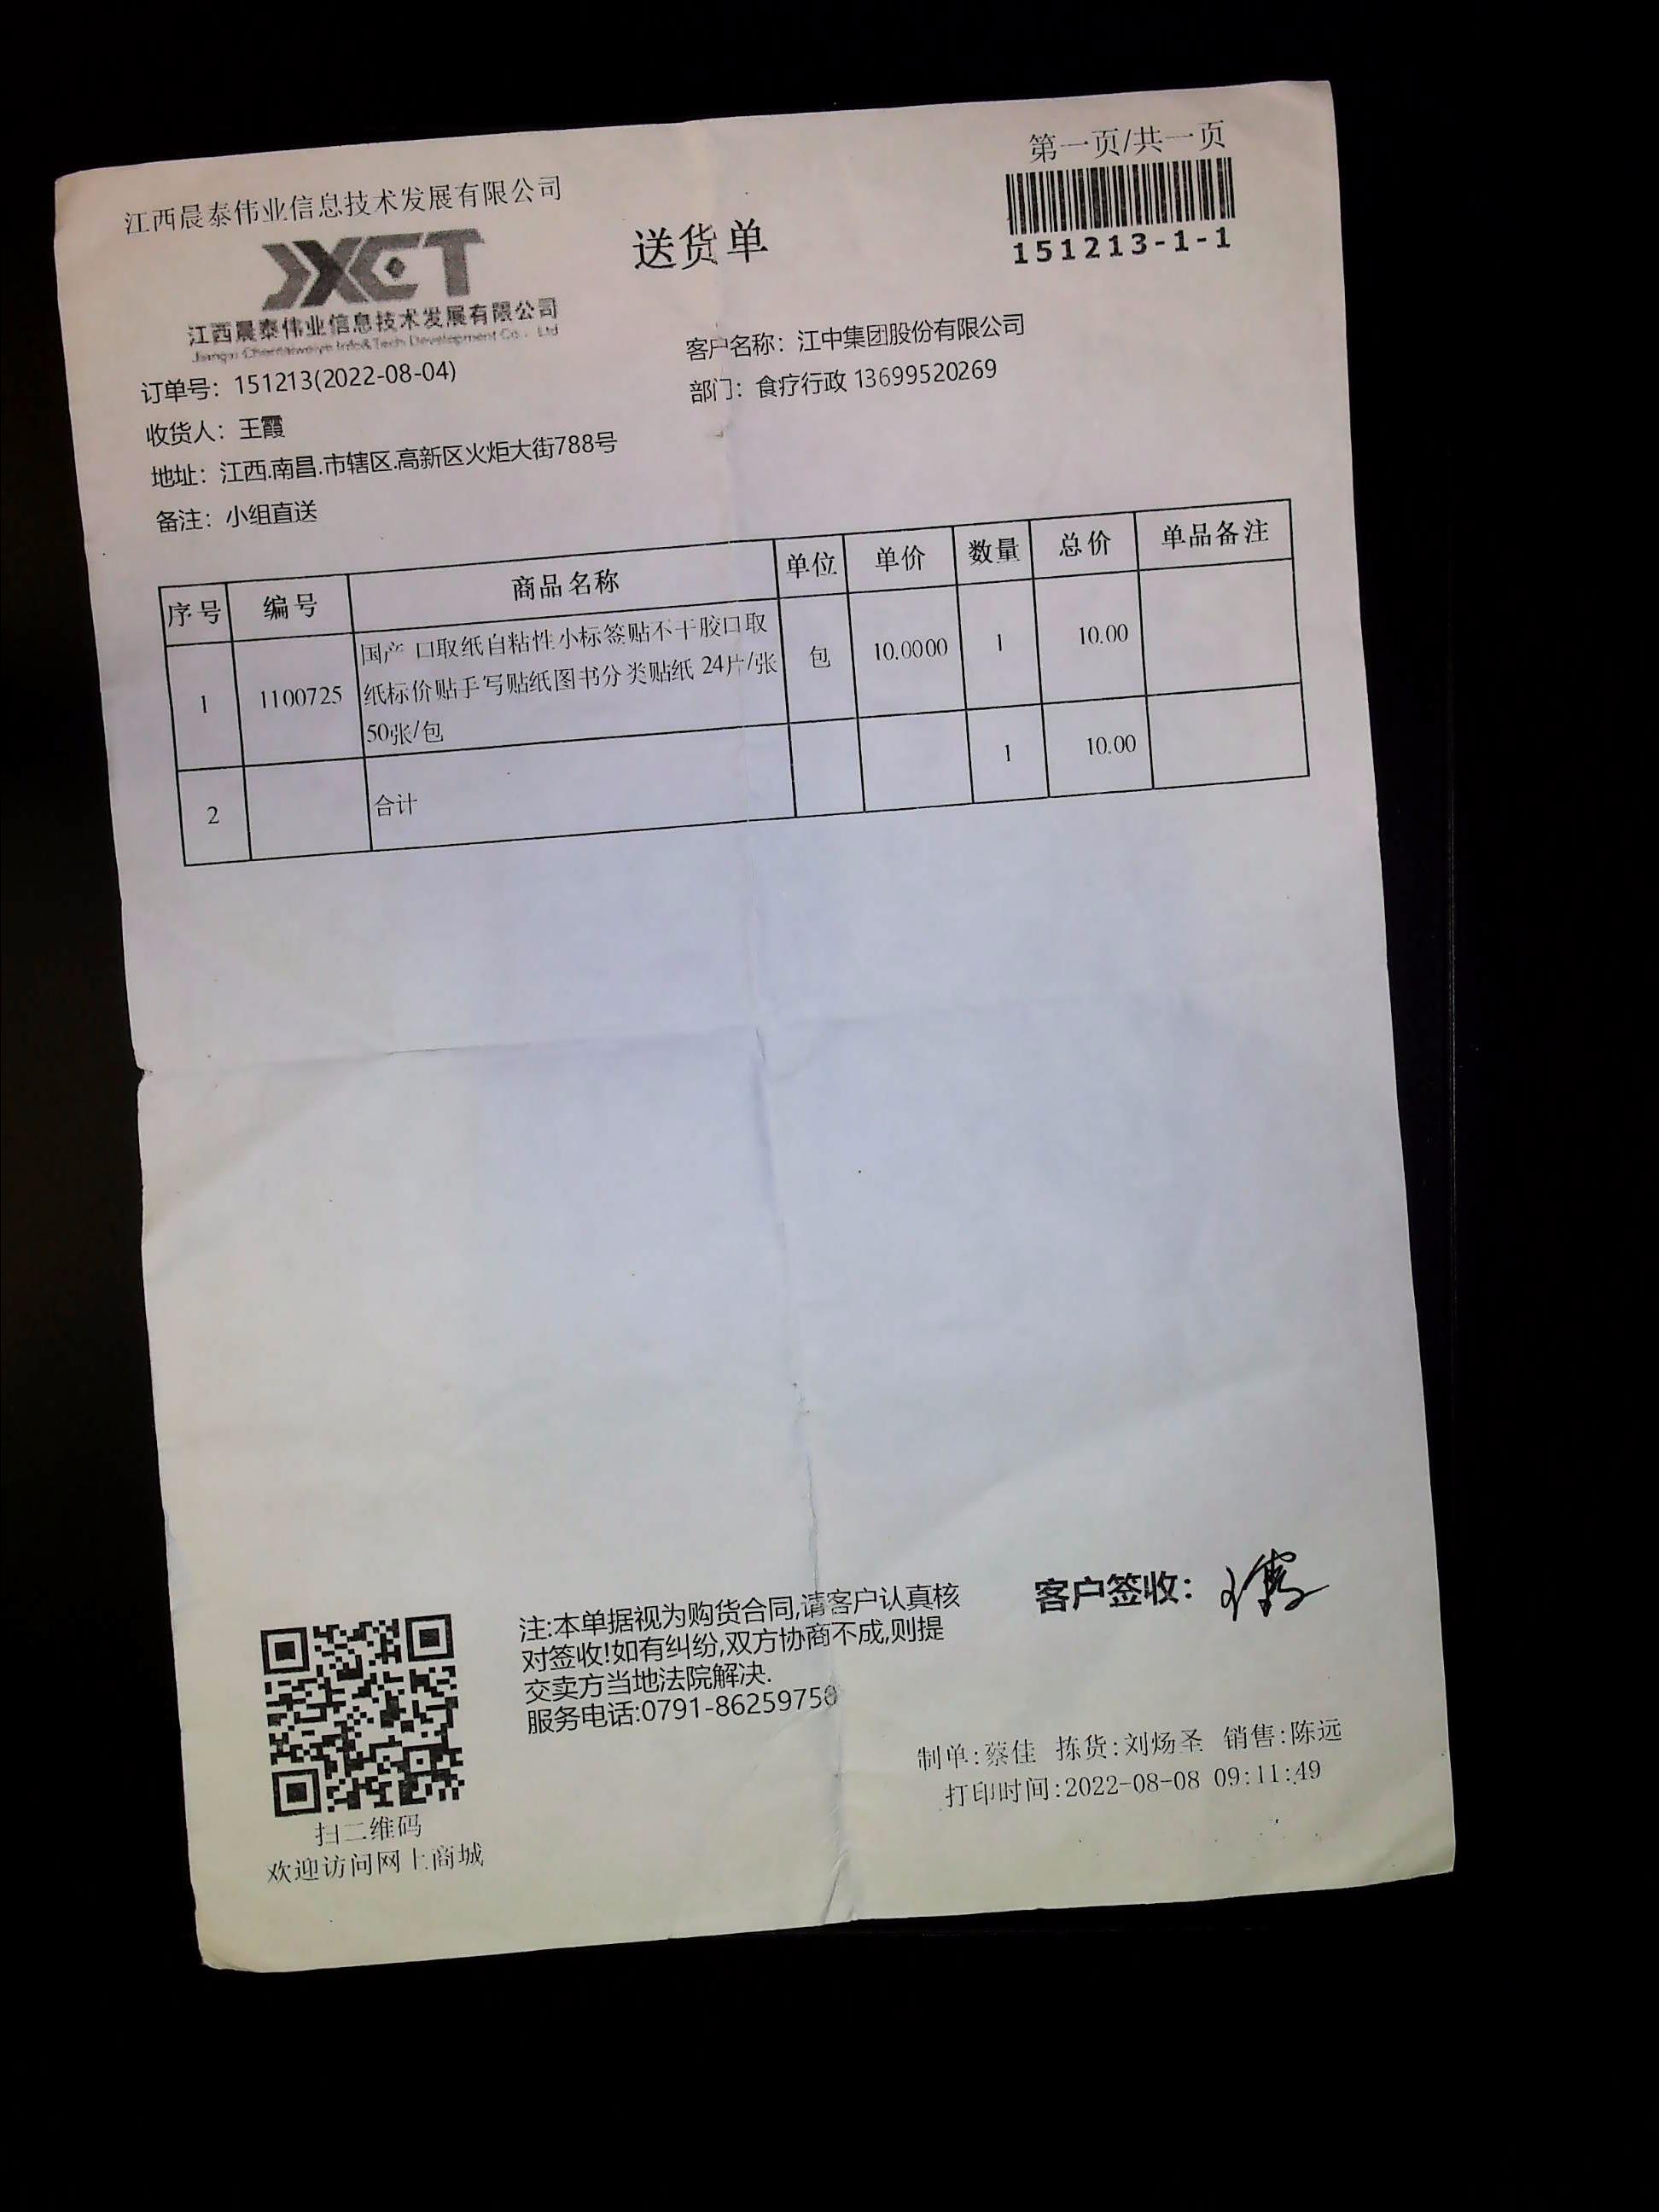 第一页/共一页
江西晨泰伟业信息技术发展有限公司
JXCT
送货单
151213-1-1
江西晨泰伟业信息技术发展有限公司
Jiangxi Chentaiweiye Info&Tech Development Co., Ltd
订单号：151213(2022-08-04)
客户名称：江中集团股份有限公司
收货人：王霞
部门：食疗行政 13699520269
地址：江西.南昌.市辖区.高新区火炬大街788号
备注：小组直送
序号 编号 商品名称 单位 单价 数量 总价 单品备注
1 1100725 国产 口取纸自粘性小标签贴不干胶口取 包 10.0000 1 10.00
纸标价贴手写贴纸图书分类贴纸 24片/张
50张/包
2 合计 1 10.00
注:本单据视为购货合同,请客户认真核
对签收!如有纠纷,双方协商不成,则提
交卖方当地法院解决.
服务电话:0791-86259750
客户签收：王霞
制单:蔡佳 拣货:刘炀圣 销售:陈远
打印时间:2022-08-08 09:11:49
扫二维码
欢迎访问网上商城